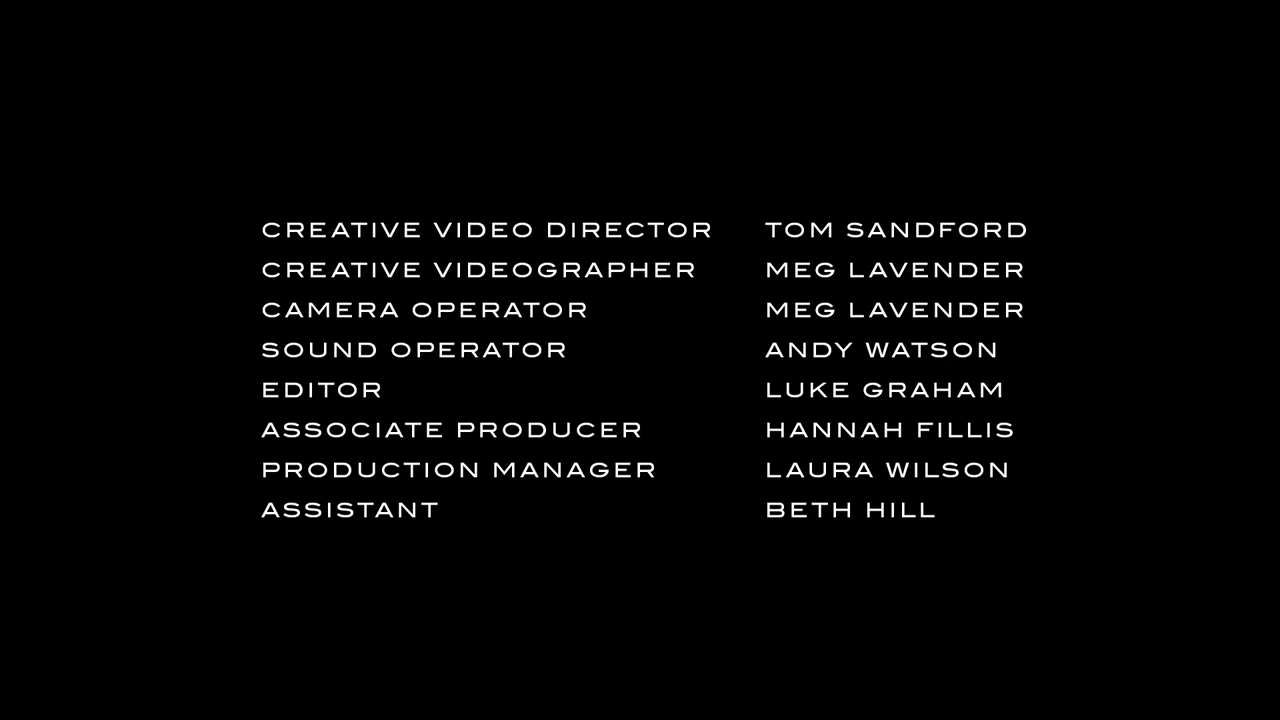 CREATIVE VIDEO DIRECTOR TOM SANDFORD
CREATIVE VIDEOGRAPHER MEG LAVENDER
CAMERA OPERATOR MEG LAVENDER
SOUND OPERATOR ANDY WATSON
EDITOR LUKE GRAHAM
ASSOCIATE PRODUCER HANNAH FILLIS
PRODUCTION MANAGER LAURA WILSON
ASSISTANT BETH HILL